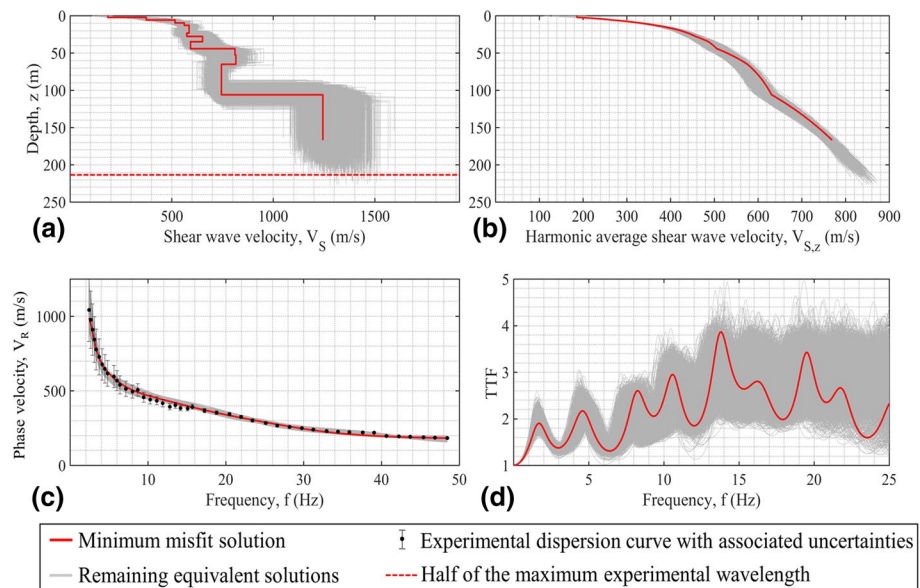 0
50
100
150
200
250
Depth, z (m)
500
1000
1500
(a)
Shear wave velocity, V_S (m/s)
0
50
100
150
200
250
100
200
300
400
500
600
700
800
900
(b)
Harmonic average shear wave velocity, V_S,z (m/s)
1000
500
0
Phase velocity, V_R (m/s)
10
20
30
40
50
(c)
Frequency, f (Hz)
5
4
3
2
1
TTF
0
5
10
15
20
25
(d)
Frequency, f (Hz)
Minimum misfit solution
Experimental dispersion curve with associated uncertainties
Remaining equivalent solutions
Half of the maximum experimental wavelength